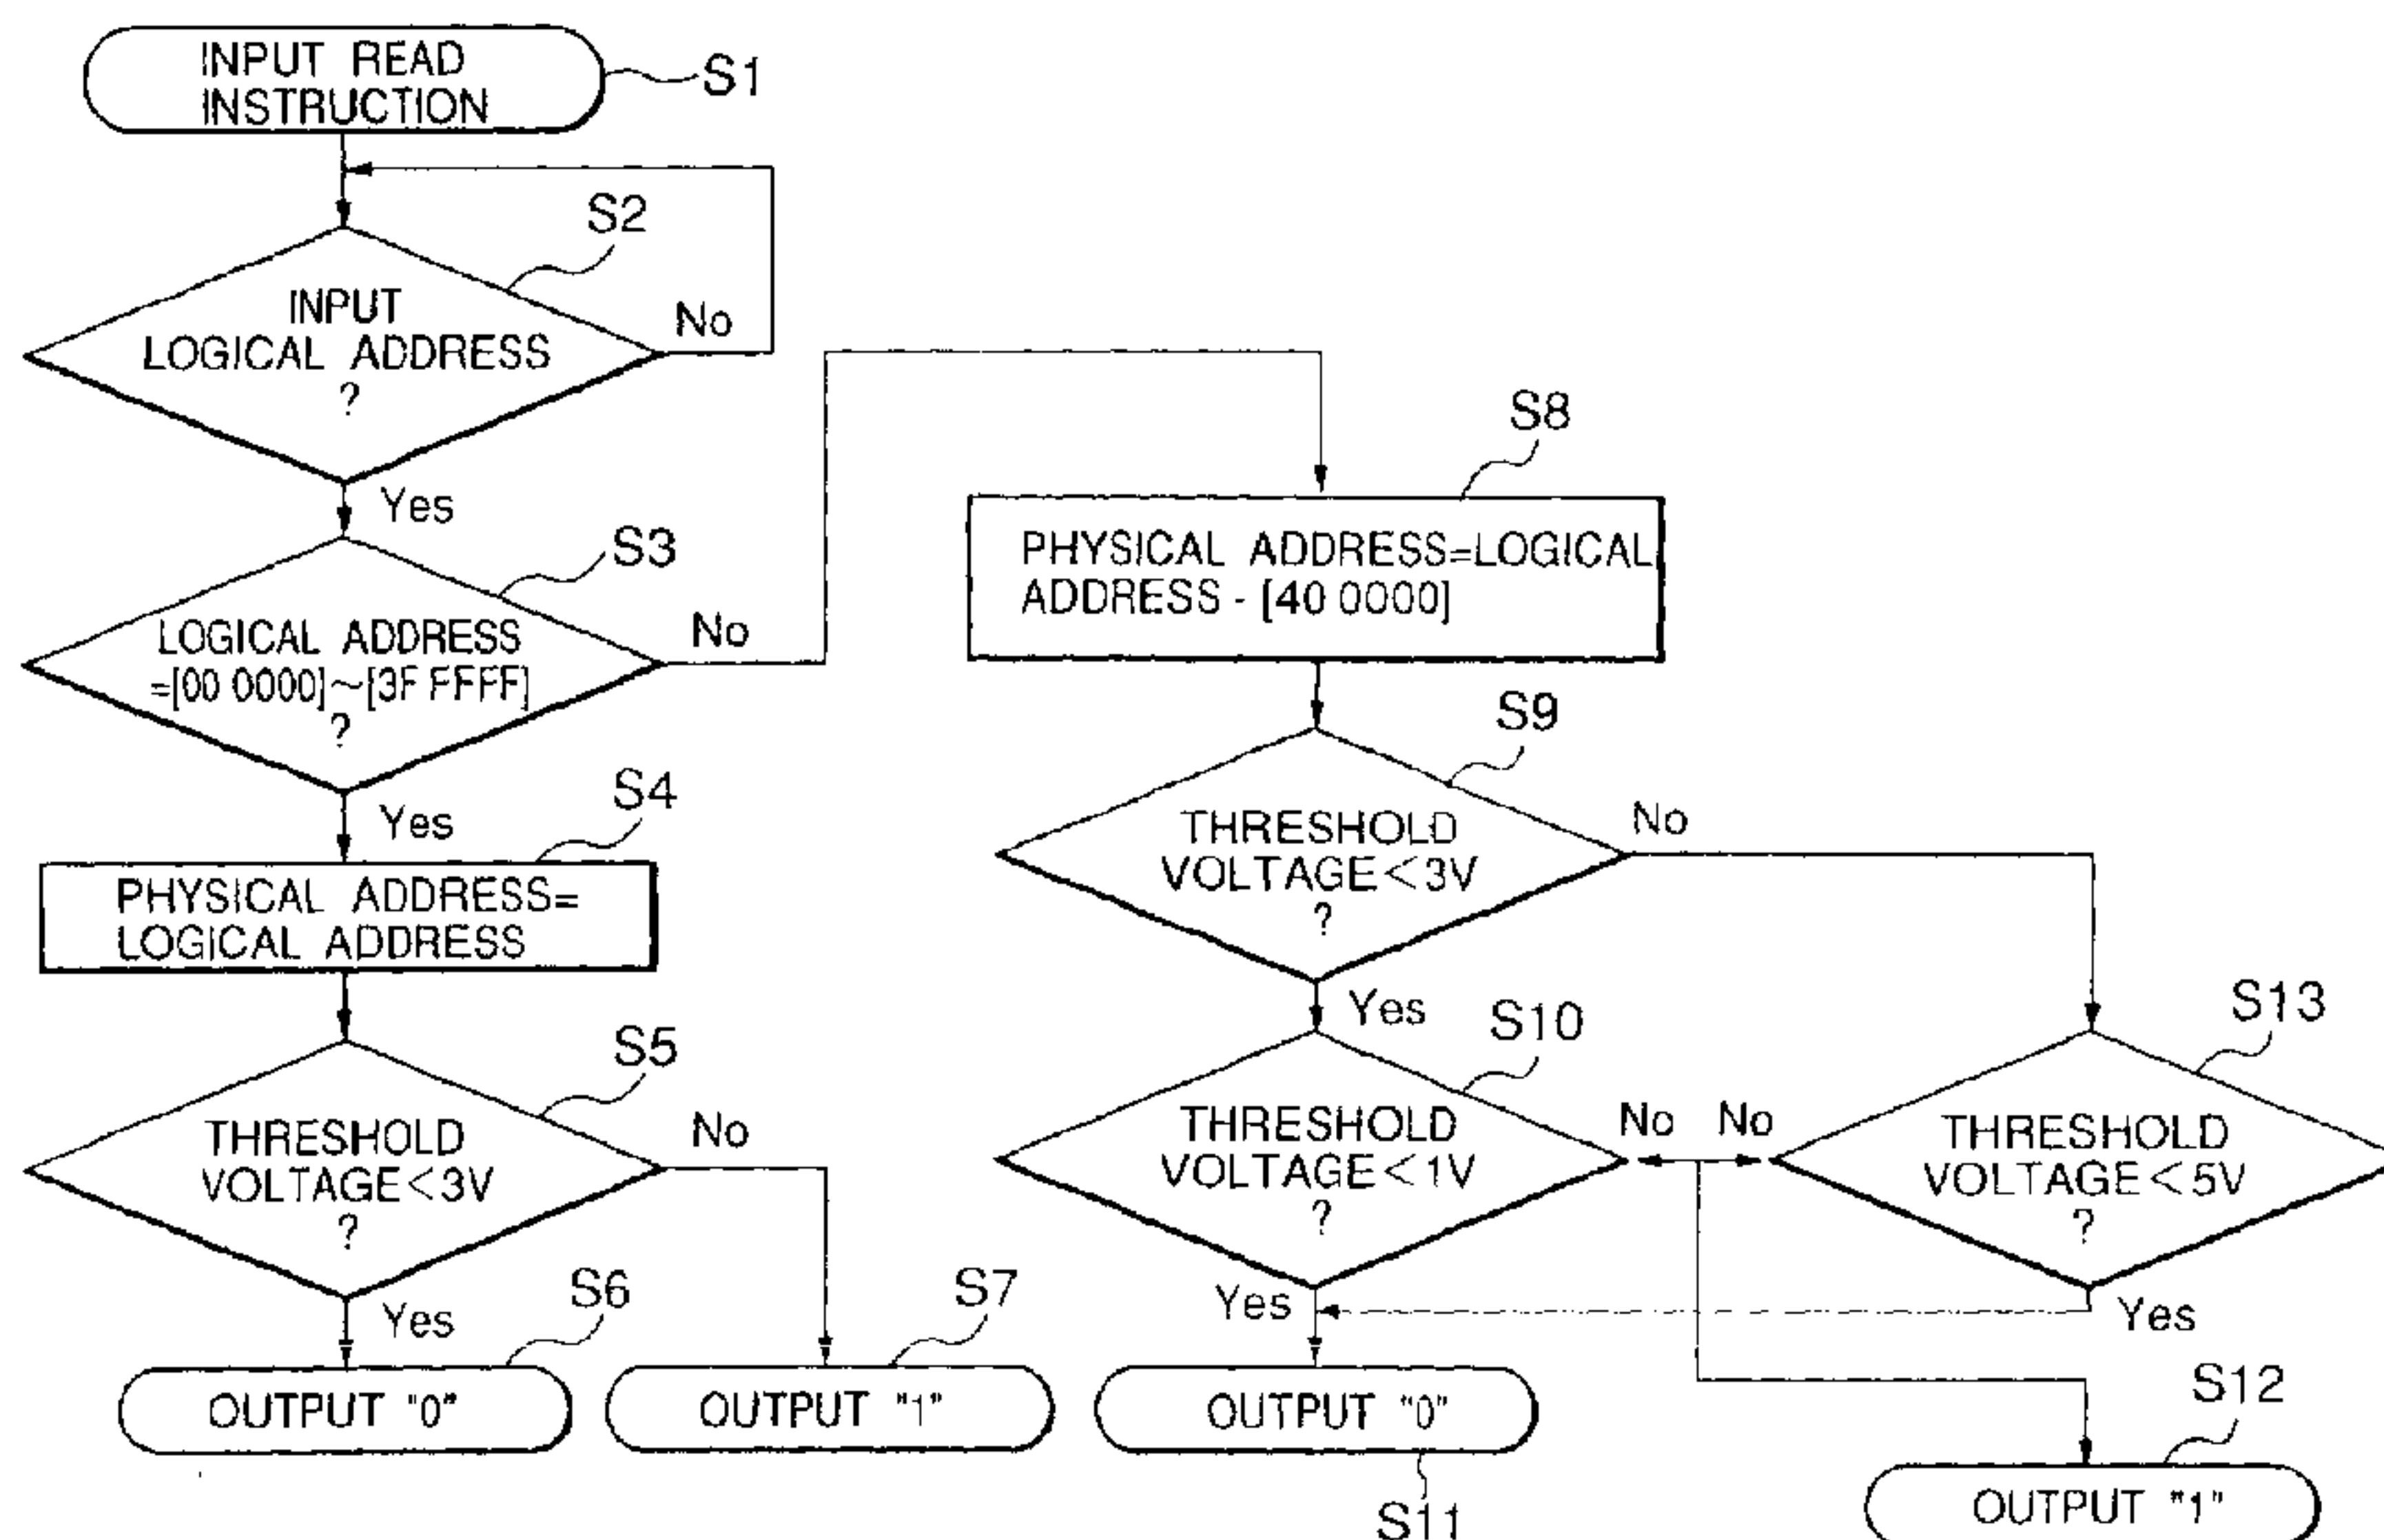 INPUT READ
INSTRUCTION
S1
S2
INPUT
LOGICAL ADDRESS
?
No
Yes
S3
LOGICAL ADDRESS
=[00 0000]~[3F FFFF]
?
No
Yes
S4
PHYSICAL ADDRESS=
LOGICAL ADDRESS
S5
THRESHOLD
VOLTAGE<3V
?
No
Yes
S6
OUTPUT "0"
S7
OUTPUT "1"
S8
PHYSICAL ADDRESS=LOGICAL
ADDRESS - [40 0000]
S9
THRESHOLD
VOLTAGE<3V
?
No
Yes
S10
THRESHOLD
VOLTAGE<1V
?
No
Yes
S13
No
THRESHOLD
VOLTAGE<5V
?
Yes
OUTPUT "0"
S11
S12
OUTPUT "1"